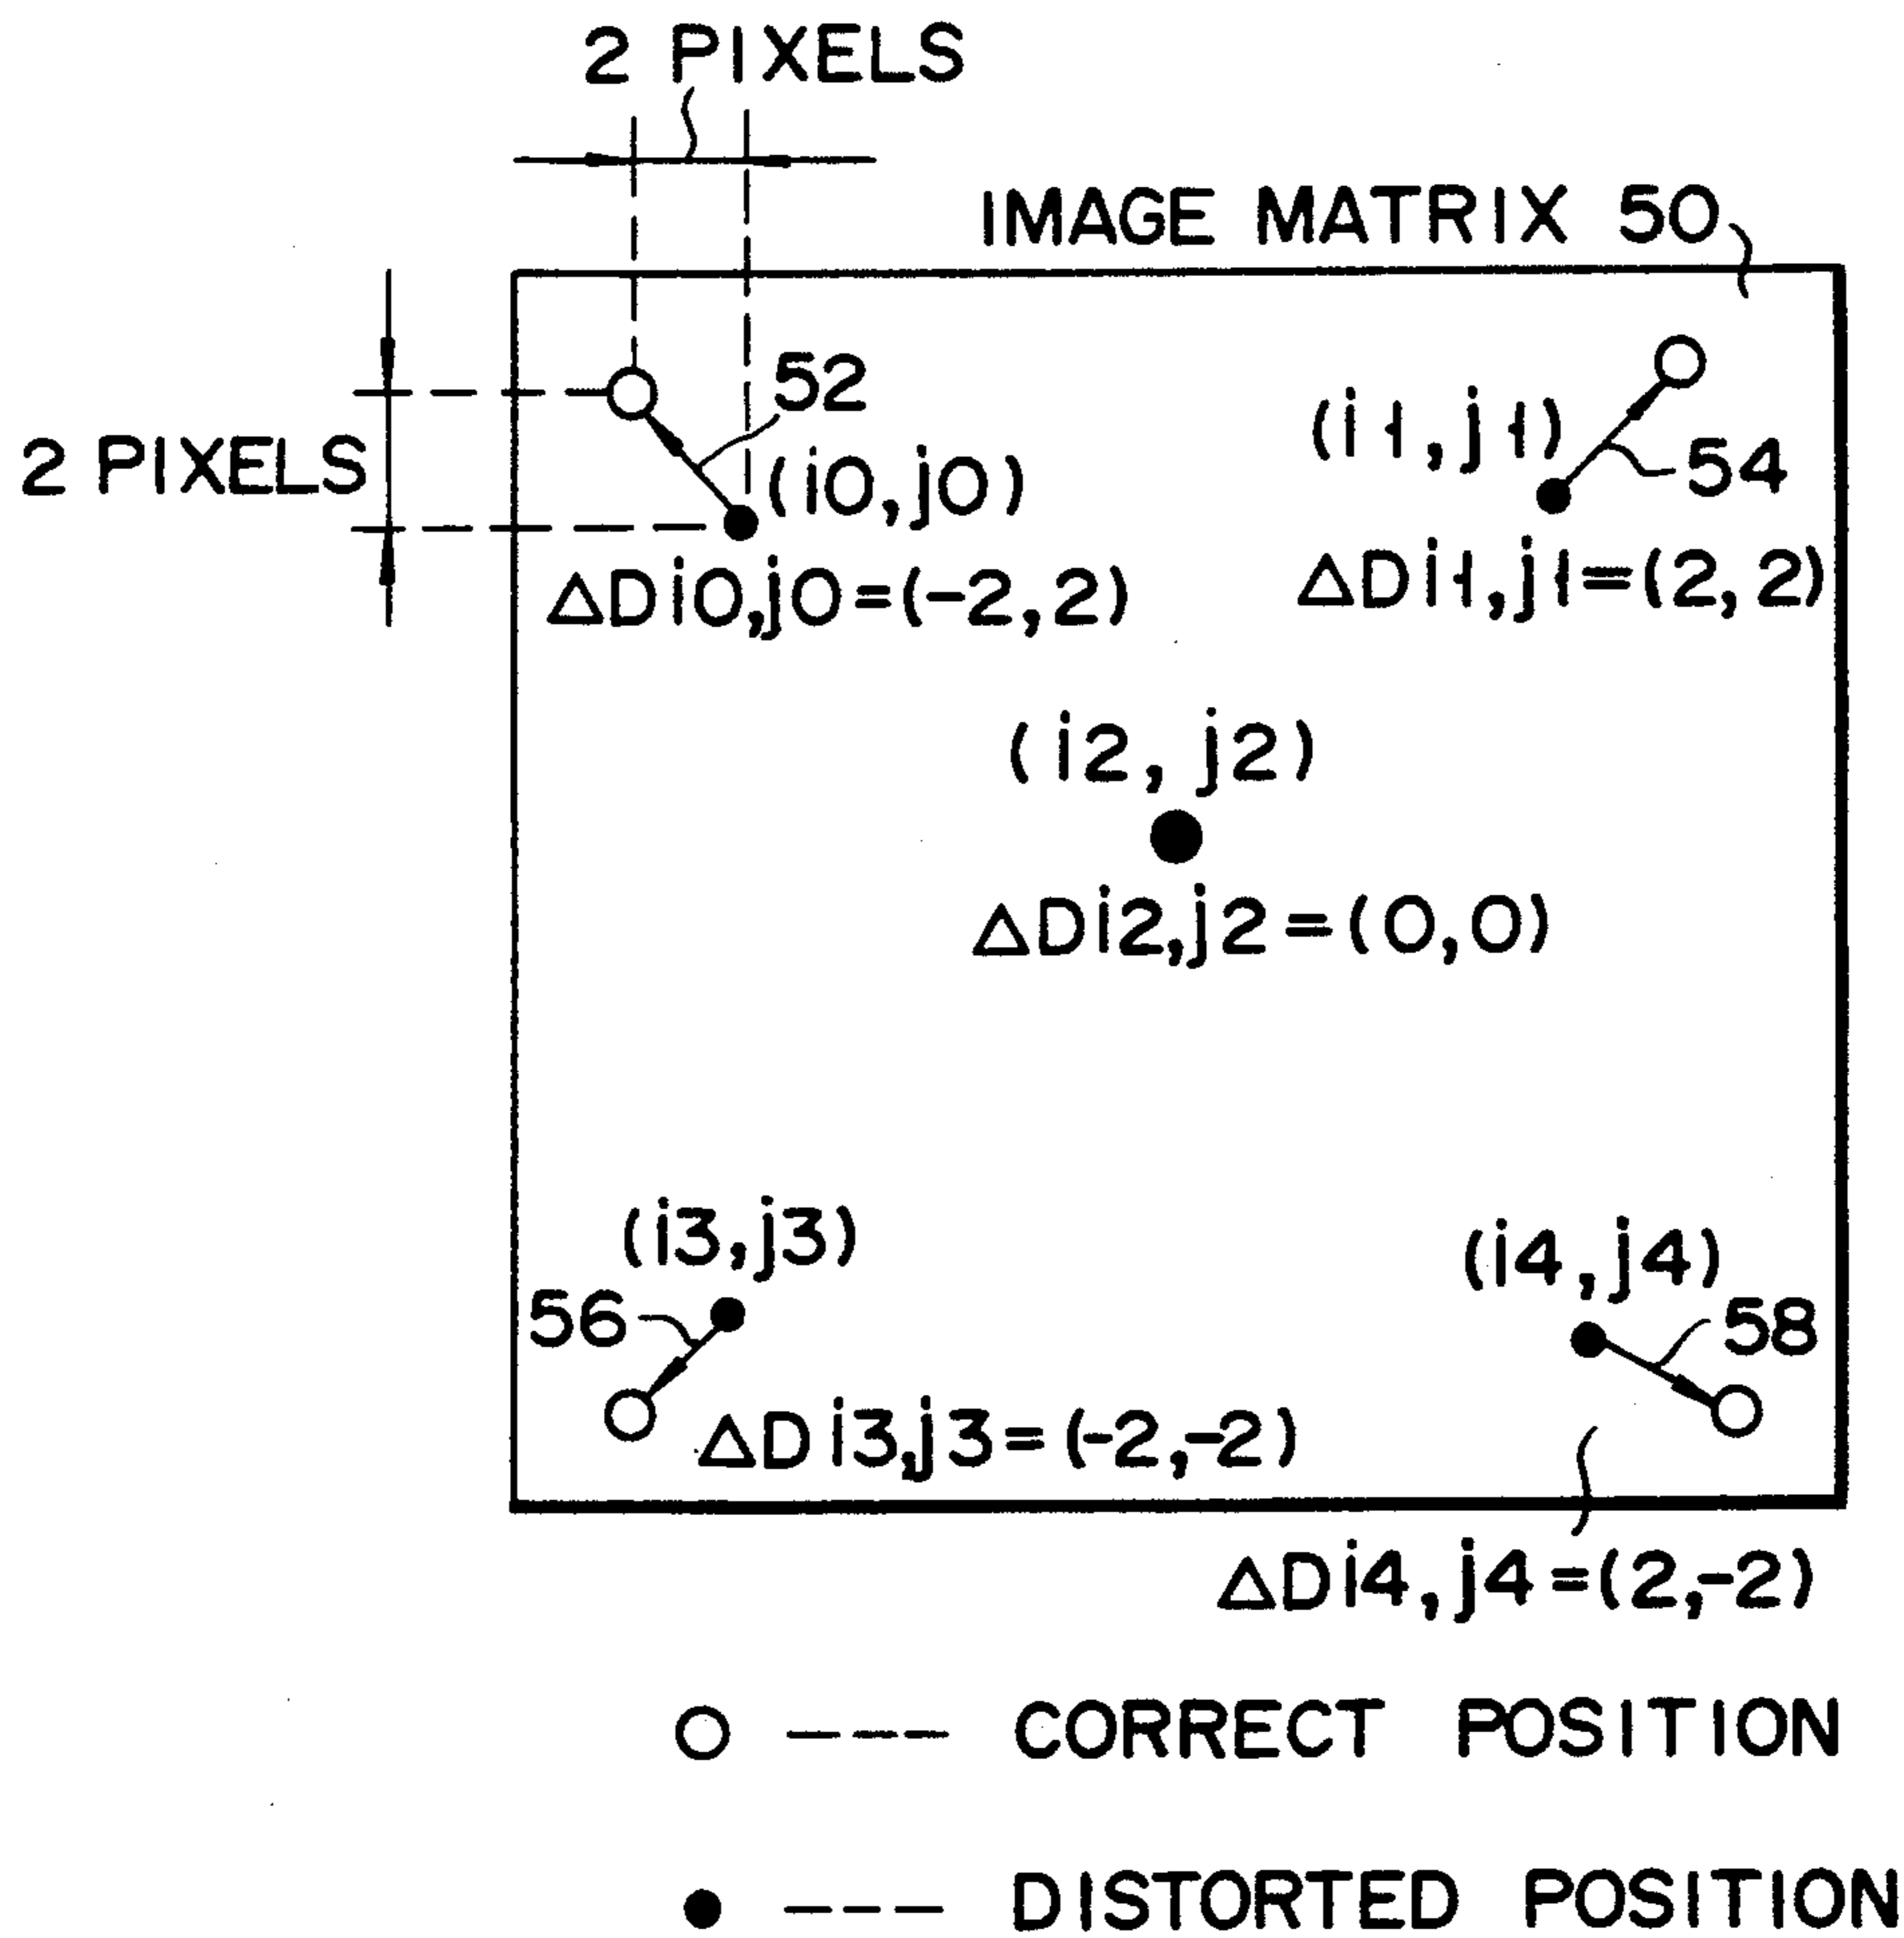 2 PIXELS
IMAGE MATRIX 50
52
2 PIXELS
(i0,j0)
(i1,j1)
54
ΔDi0,j0=(-2,2)
ΔDi1,j1=(2,2)
(i2,j2)
ΔDi2,j2=(0,0)
(i3,j3)
56
ΔDi3,j3=(-2,-2)
(i4,j4)
58
ΔDi4,j4=(2,-2)
○ --- CORRECT POSITION
● --- DISTORTED POSITION